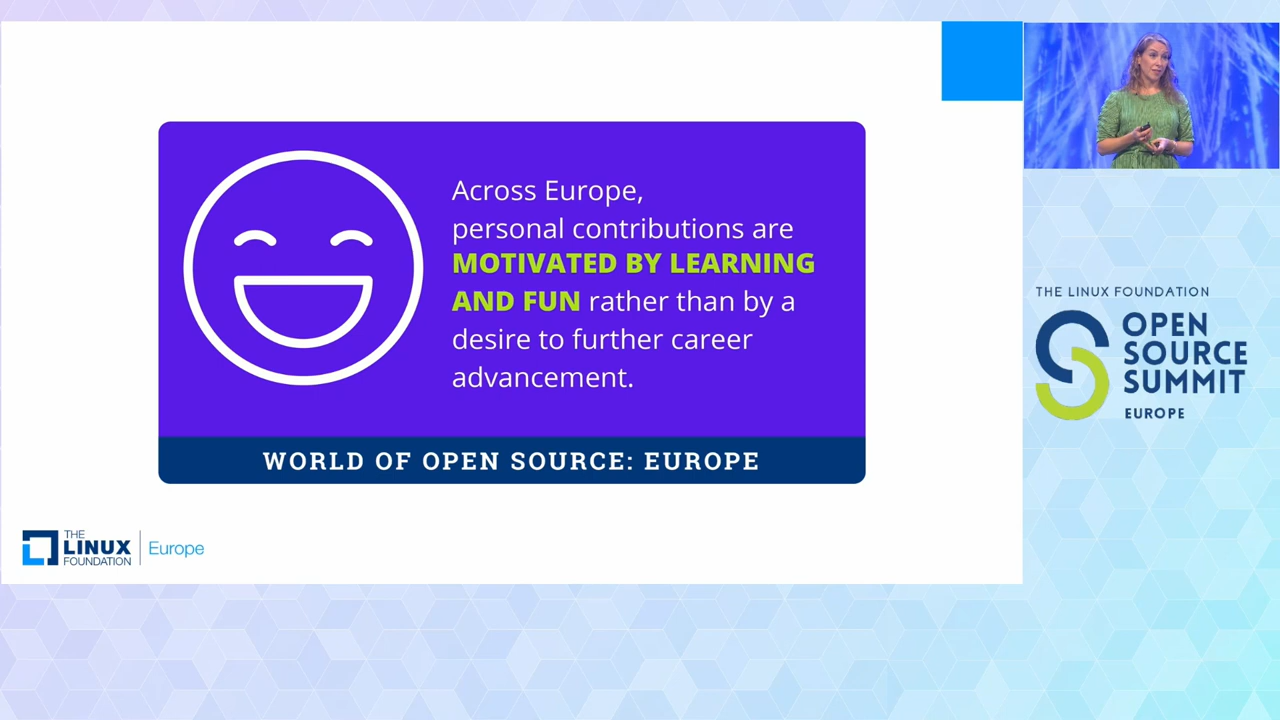 Across Europe,
personal contributions are
MOTIVATED BY LEARNING
AND FUN rather than by a
desire to further career
advancement.
WORLD OF OPEN SOURCE: EUROPE
THE
LINUX
FOUNDATION
Europe
THE LINUX FOUNDATION
OPEN
SOURCE
SUMMIT
EUROPE